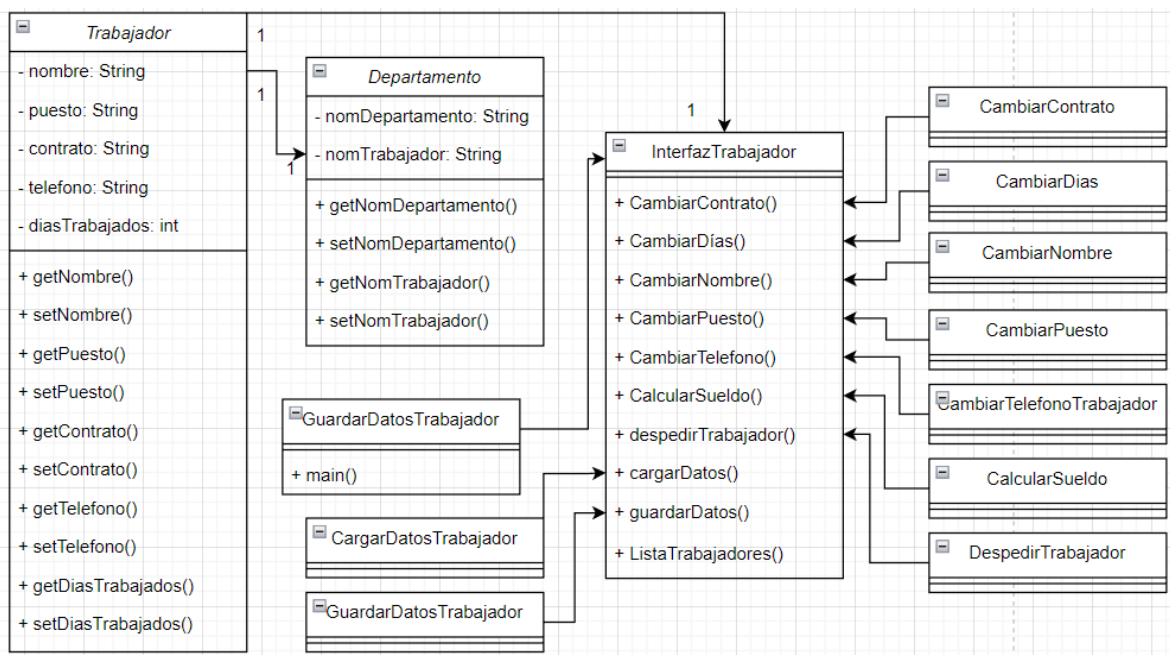 Trabajador
- nombre: String
- puesto: String
- contrato: String
- telefono: String
- diasTrabajados: int
+ getNombre()
+ setNombre()
+ getPuesto()
+ setPuesto()
+ getContrato()
+ setContrato()
+ getTelefono()
+ setTelefono()
+ getDiasTrabajados()
+ setDiasTrabajados()
1
1
1
1
Departamento
- nomDepartamento: String
- nomTrabajador: String
+ getNomDepartamento()
+ setNomDepartamento()
+ getNomTrabajador()
+ setNomTrabajador()
GuardarDatosTrabajador
+ main()
CargarDatosTrabajador
GuardarDatosTrabajador
InterfazTrabajador
+ CambiarContrato()
+ CambiarDías()
+ CambiarNombre()
+ CambiarPuesto()
+ CambiarTelefono()
+ CalcularSueldo()
+ despedirTrabajador()
+ cargarDatos()
+ guardarDatos()
+ ListaTrabajadores()
CambiarContrato
CambiarDias
CambiarNombre
CambiarPuesto
CambiarTelefonoTrabajador
CalcularSueldo
DespedirTrabajador